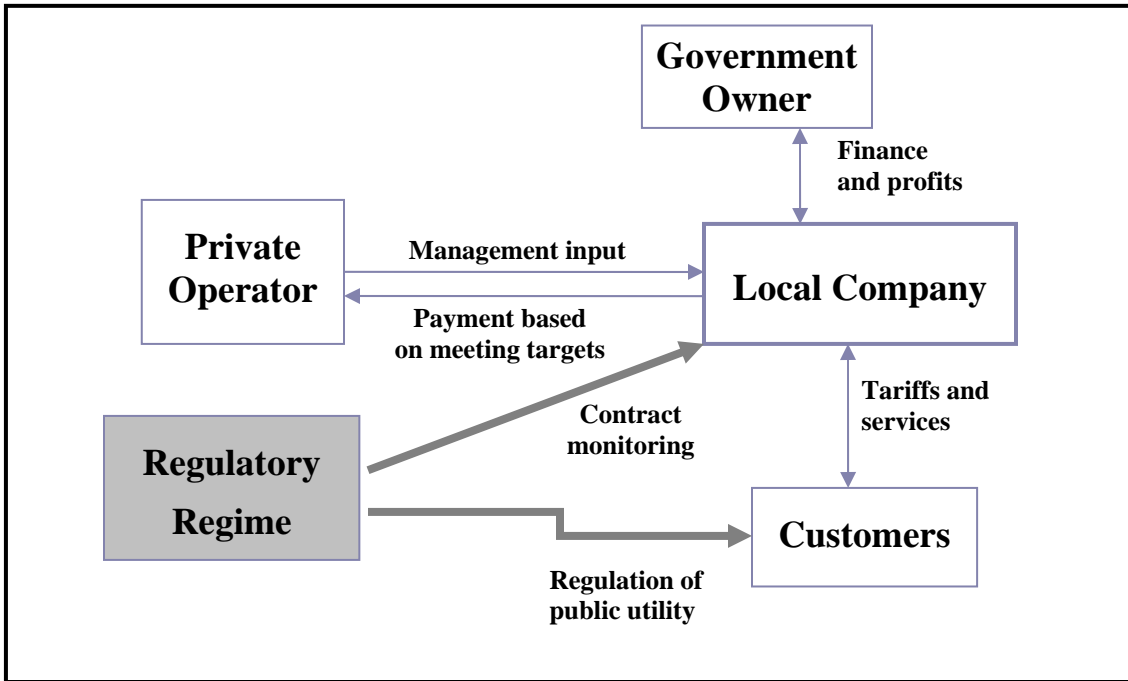 Government
Owner
Finance
and profits
Private
Operator
Management input
Local Company
Payment based
on meeting targets
Tariffs and
services
Contract
monitoring
Regulatory
Regime
Customers
Regulation of
public utility